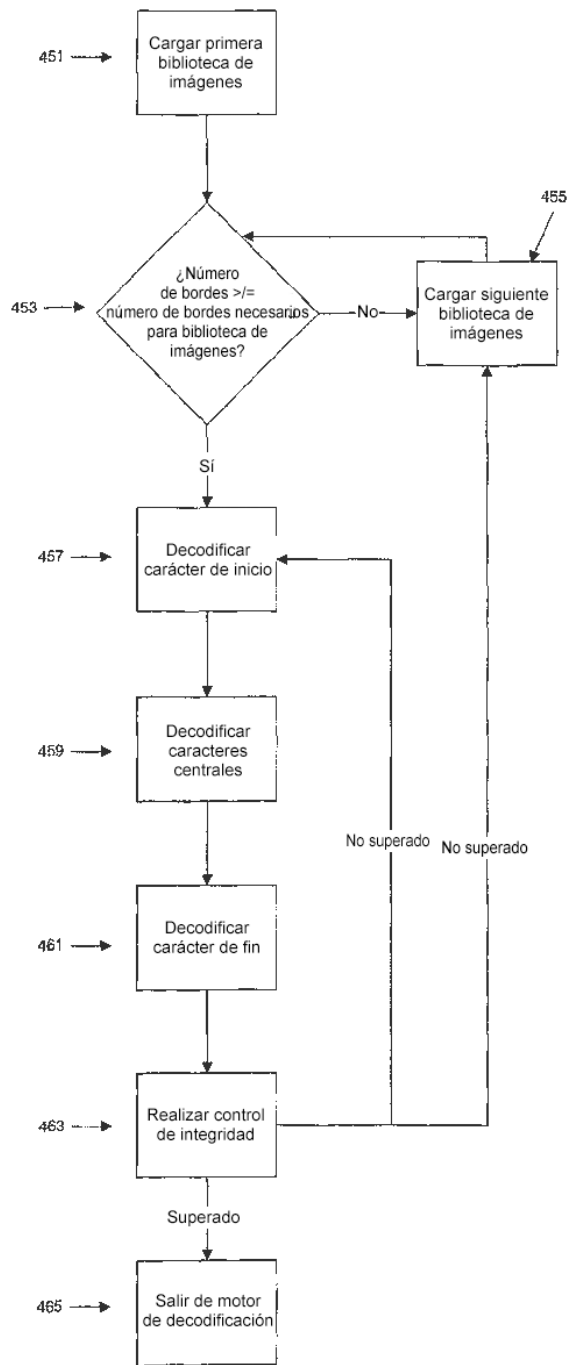 451
Cargar primera
biblioteca de
imágenes
455
453
¿Número
de bordes >/=
número de bordes necesarios
para biblioteca de
imágenes?
No
Cargar siguiente
biblioteca de
imágenes
Sí
457
Decodificar
carácter de inicio
459
Decodificar
caracteres
centrales
No superado
No superado
461
Decodificar
carácter de fin
463
Realizar control
de integridad
Superado
465
Salir de motor
de decodificación